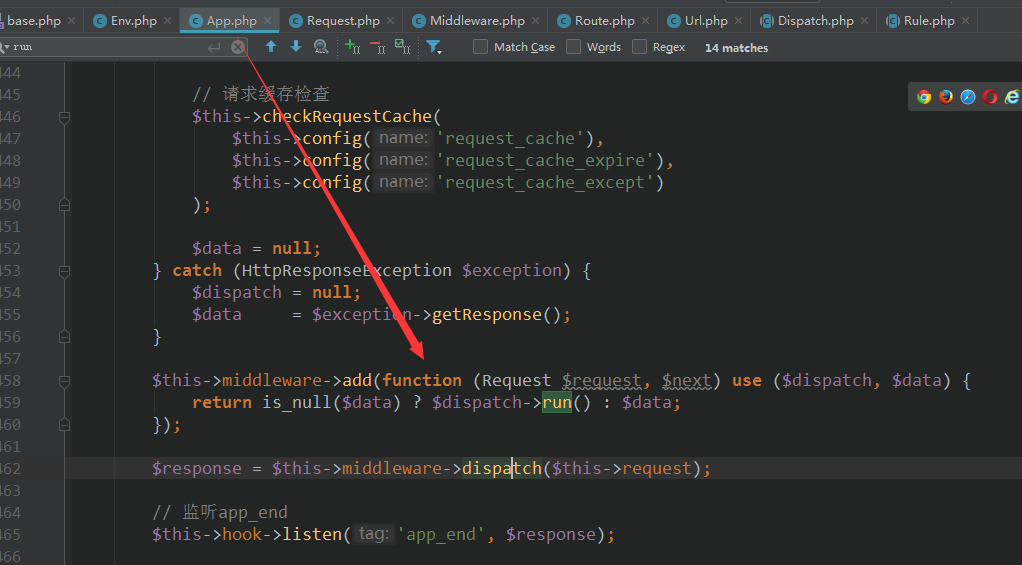 base.php × Env.php × App.php × Request.php × Middleware.php × Route.php × Url.php × Dispatch.php × Rule.php ×
run Match Case Words Regex 14 matches
444
445 // 请求缓存检查
446 $this->checkRequestCache(
447 $this->config( name: 'request_cache'),
448 $this->config( name: 'request_cache_expire'),
449 $this->config( name: 'request_cache_except')
450 );
451
452 $data = null;
453 } catch (HttpResponseException $exception) {
454 $dispatch = null;
455 $data     = $exception->getResponse();
456 }
457
458 $this->middleware->add(function (Request $request, $next) use ($dispatch, $data) {
459 return is_null($data) ? $dispatch->run() : $data;
460 });
461
462 $response = $this->middleware->dispatch($this->request);
463
464 // 监听app_end
465 $this->hook->listen( tag: 'app_end', $response);
466